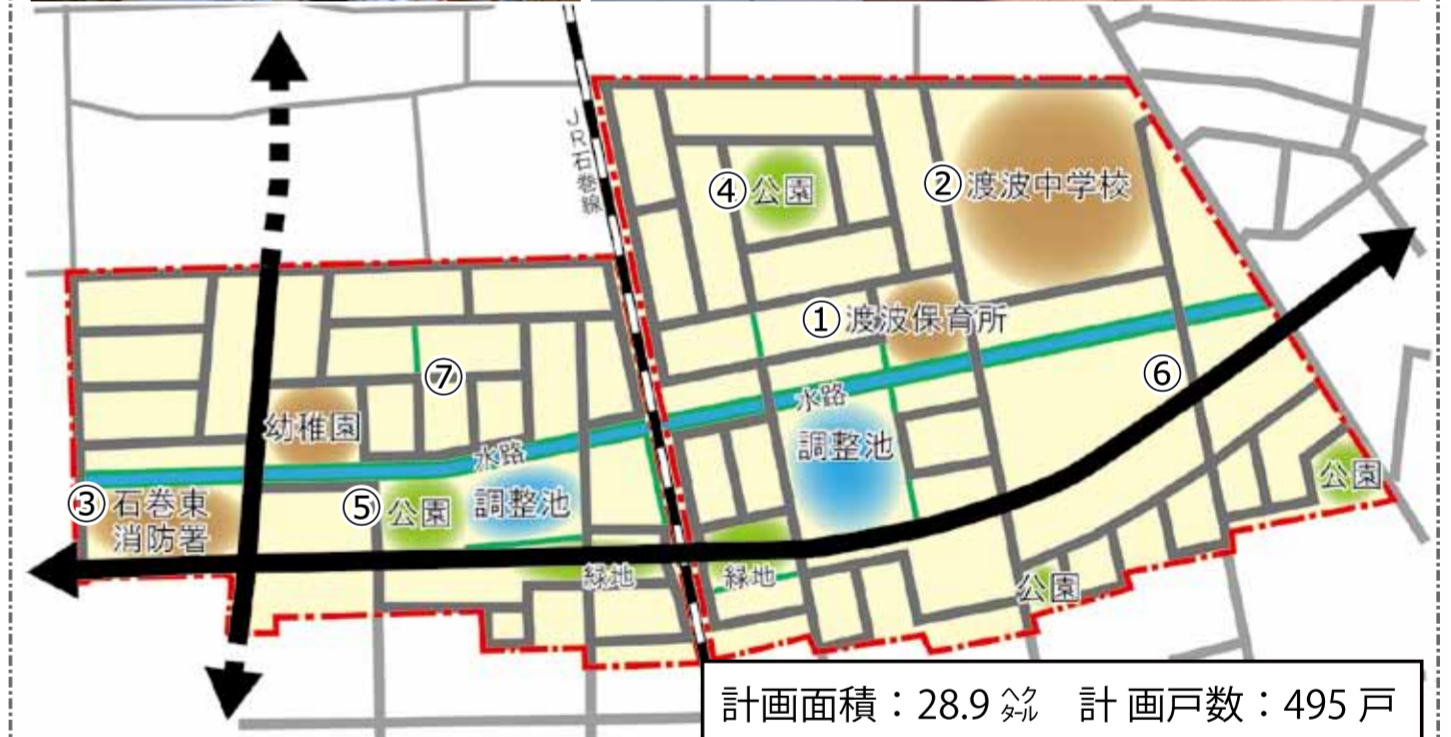 JR石巻線
④公園
②渡波中学校
①渡波保育所
⑥
⑦
幼稚園
水路
水路
調整池
③石巻東
消防署
⑤公園
調整池
公園
緑地
緑地
公園
計画面積：28.9ヘクタール 計画戸数：495戸